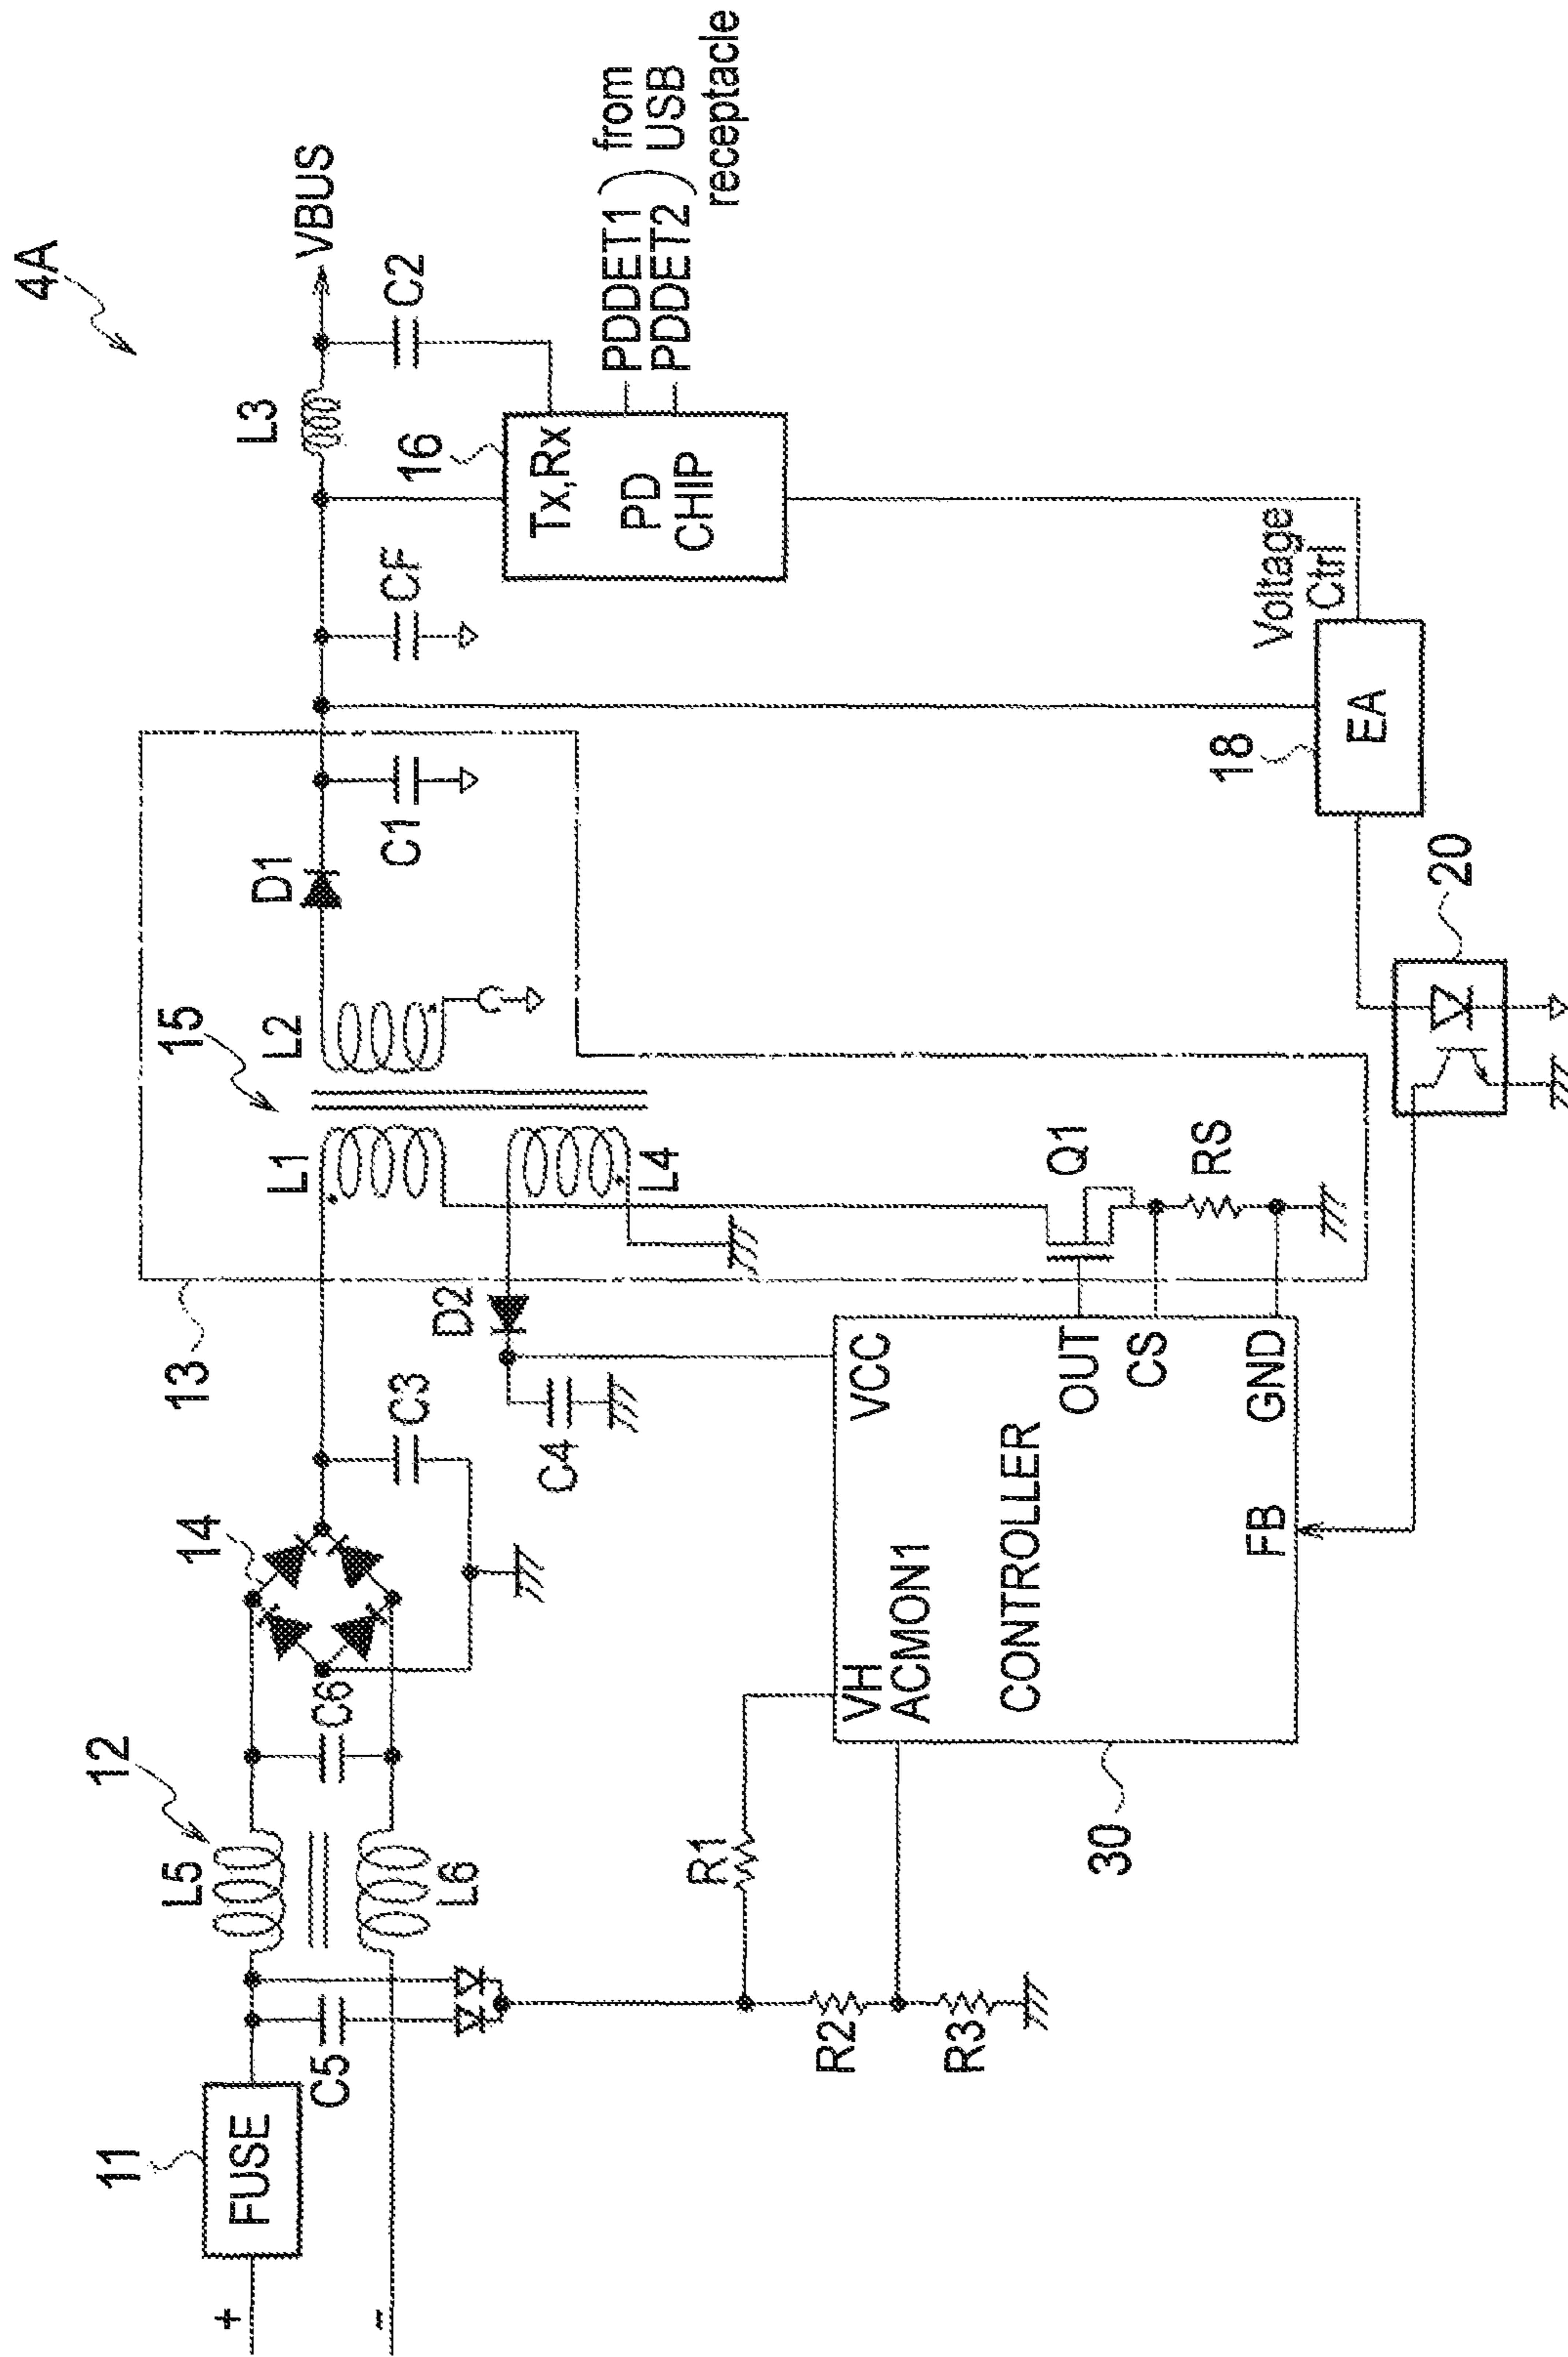 4A
+
-
11
FUSE
C5
12
L5
L6
C6
14
C3
13
15
L1
L2
L4
D1
C1
CF
L3
VBUS
C2
16
Tx,Rx
PD
CHIP
PDDET1
PDDET2
from
USB
receptacle
D2
C4
Q1
RS
R1
R2
R3
VH
ACMON1
VCC
CONTROLLER
OUT
CS
GND
FB
30
Voltage
Ctrl
18
EA
20